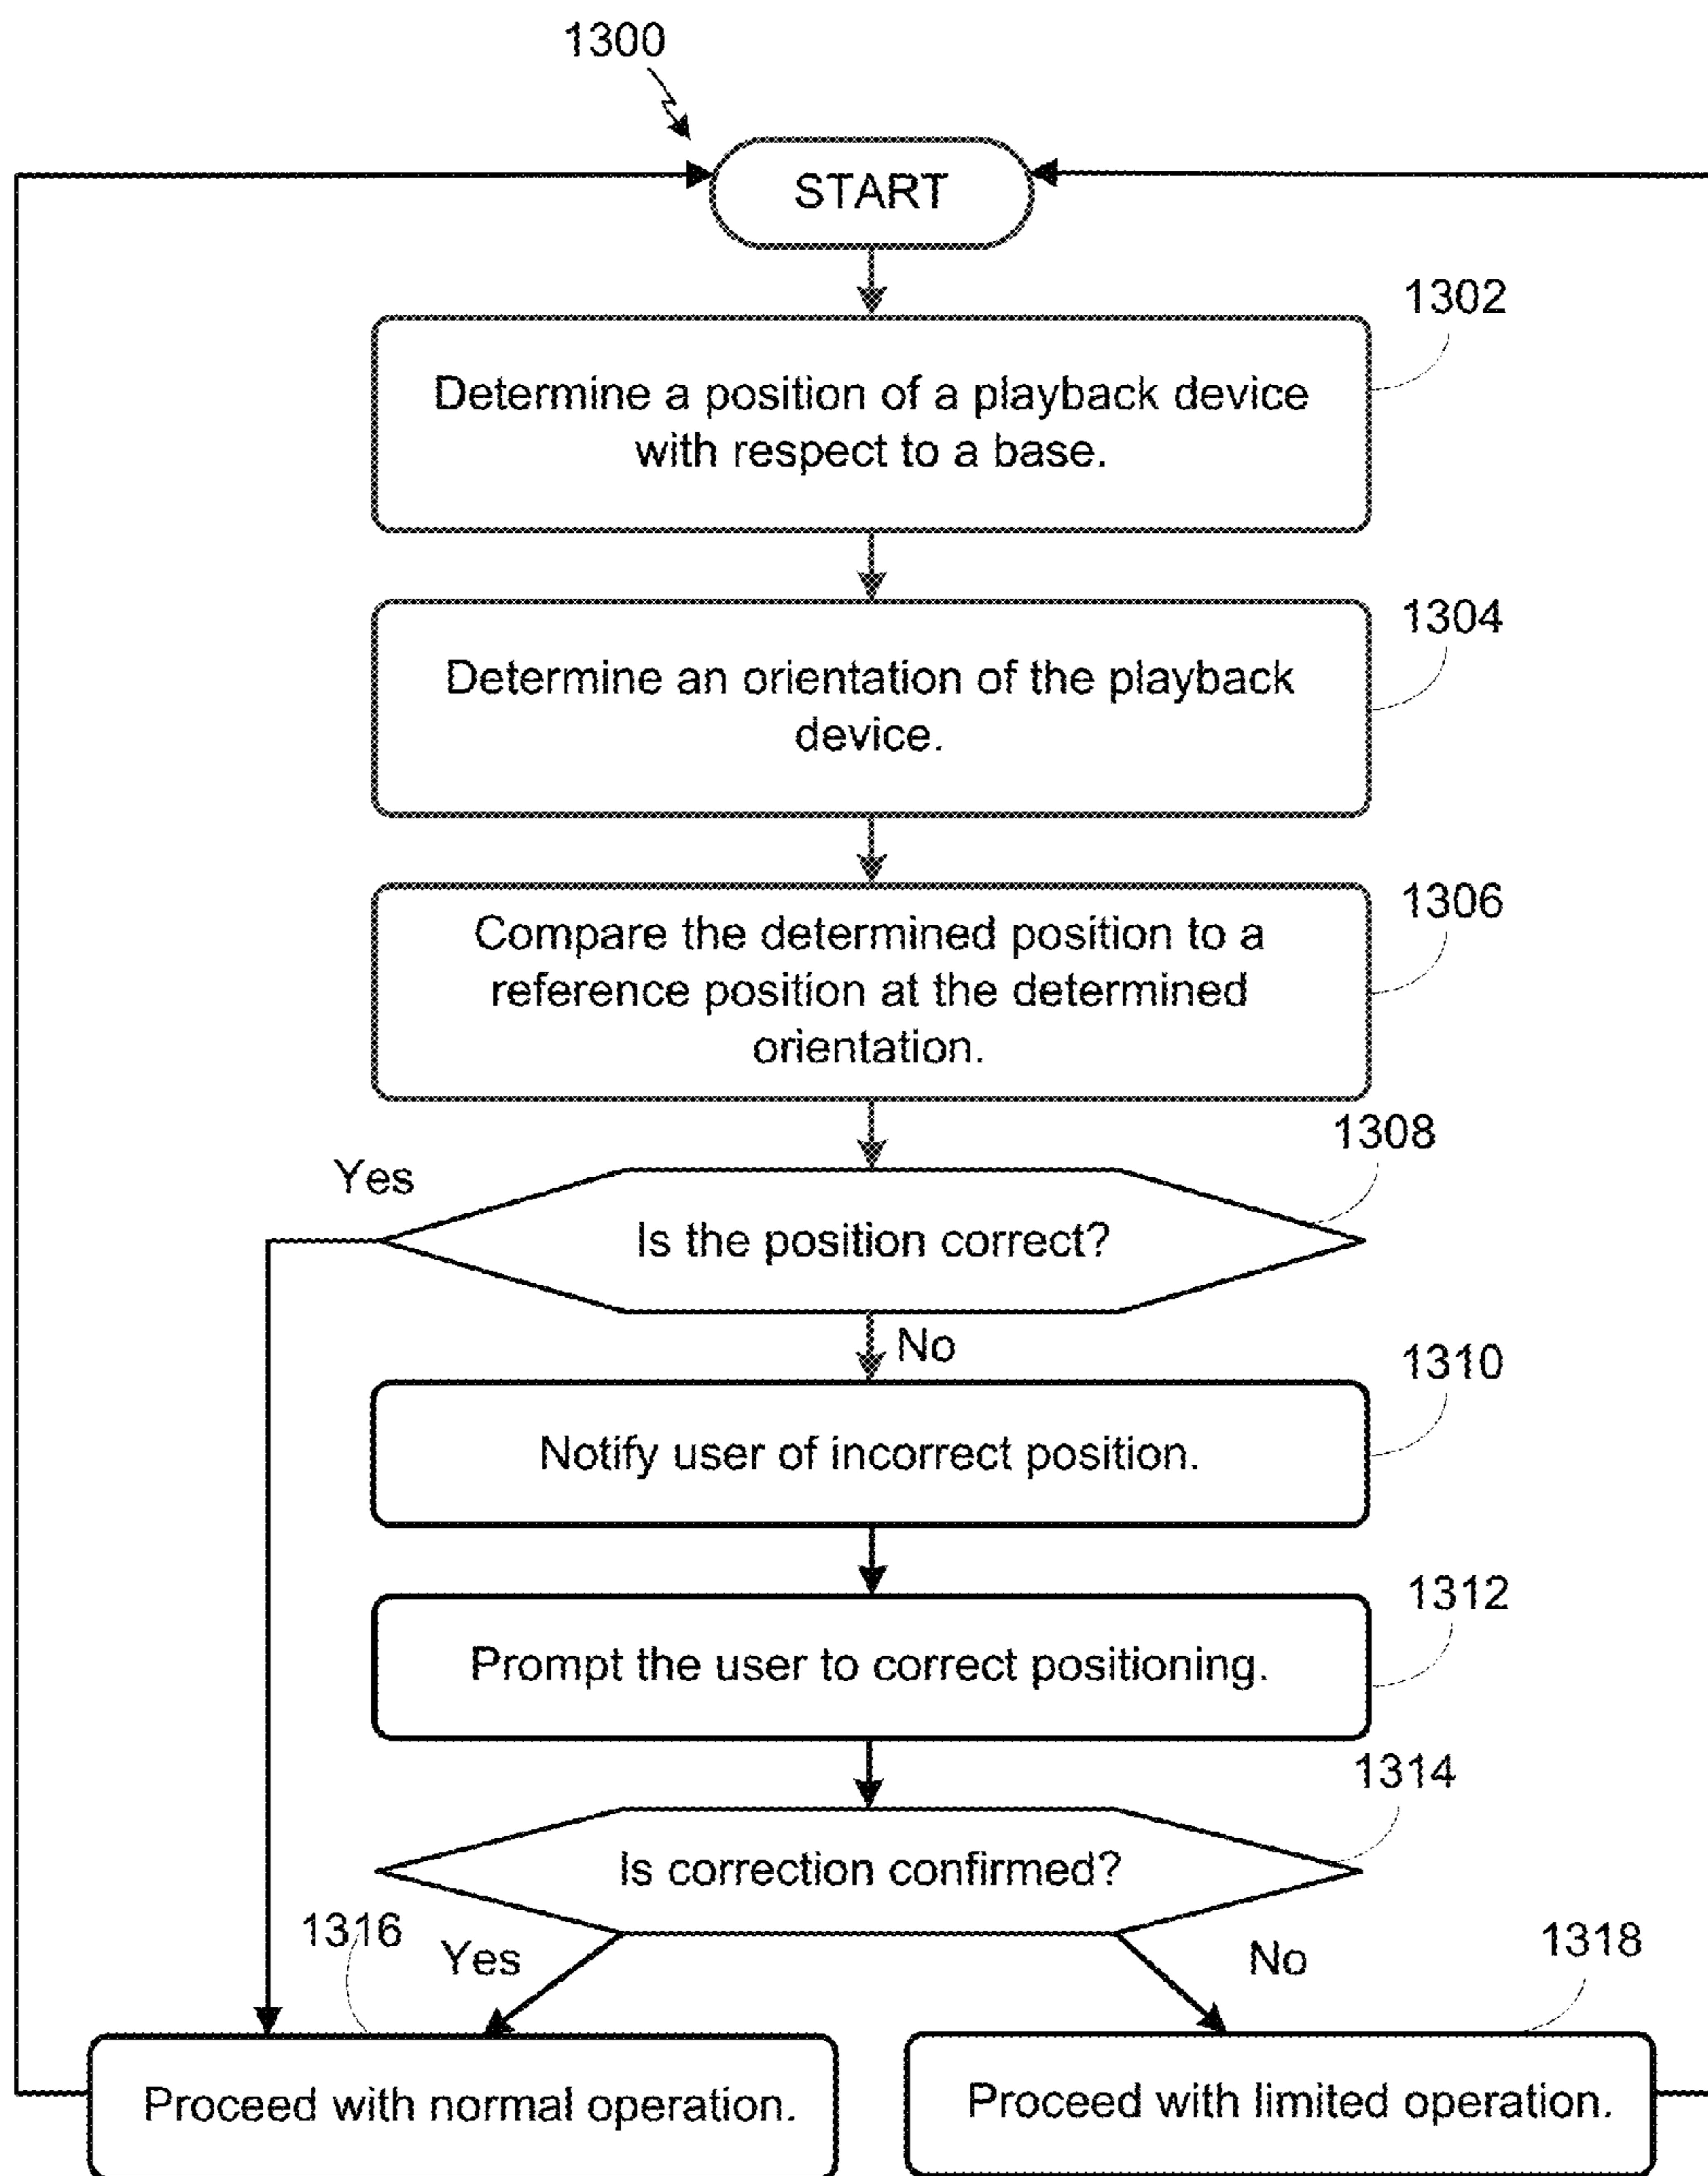 1300
START
1302
Determine a position of a playback device
with respect to a base.
1304
Determine an orientation of the playback
device.
1306
Compare the determined position to a
reference position at the determined
orientation.
1308
Yes
Is the position correct?
No
1310
Notify user of incorrect position.
1312
Prompt the user to correct positioning.
1314
Is correction confirmed?
1316
Yes
No
1318
Proceed with normal operation.
Proceed with limited operation.